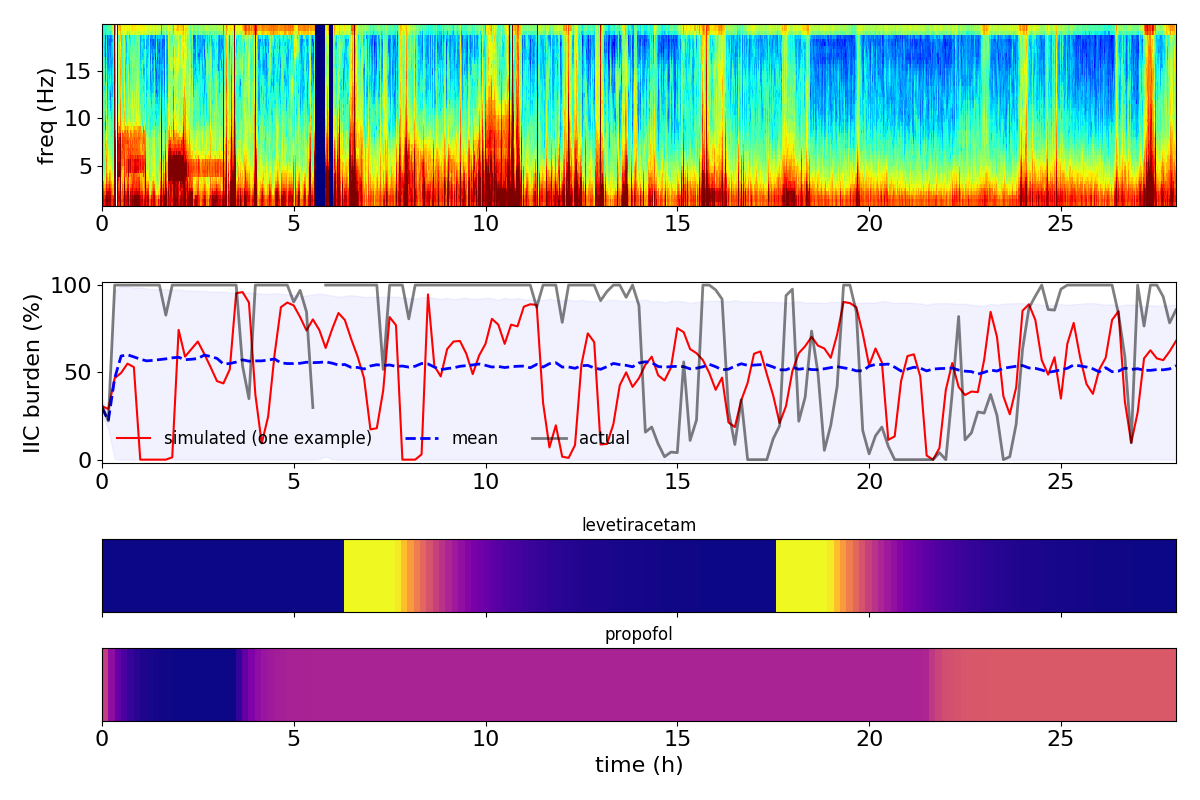 freq (Hz)
15
10
5
0 5 10 15 20 25
IIC burden (%)
100
50
0
simulated (one example) mean actual
0 5 10 15 20 25
levetiracetam
propofol
0 5 10 15 20 25
time (h)